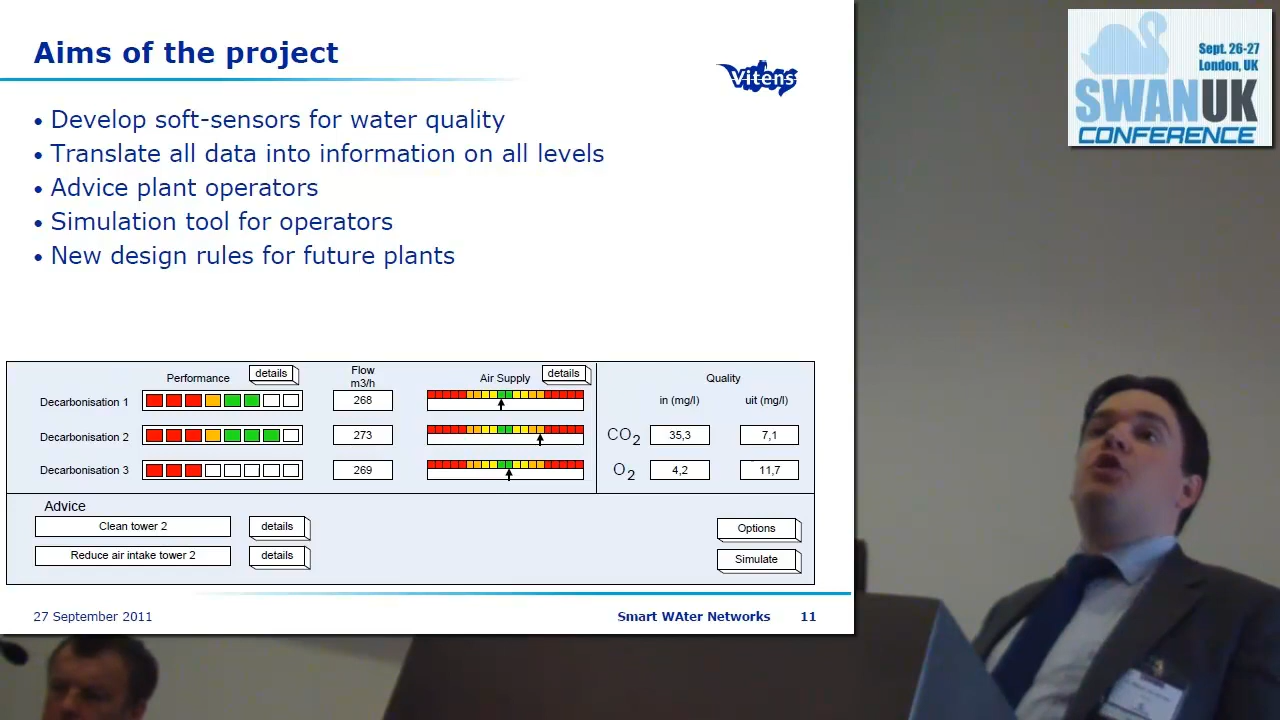 Aims of the project
Vitens
Sept. 26-27
London, UK
SWANUK
CONFERENCE
• Develop soft-sensors for water quality
• Translate all data into information on all levels
• Advice plant operators
• Simulation tool for operators
• New design rules for future plants
Performance details Flow m3/h Air Supply details Quality
in (mg/l) uit (mg/l)
Decarbonisation 1 268
Decarbonisation 2 273 CO2 35,3 7,1
Decarbonisation 3 269 O2 4,2 11,7
Advice
Clean tower 2 details Options
Reduce air intake tower 2 details Simulate
27 September 2011 Smart WAter Networks 11